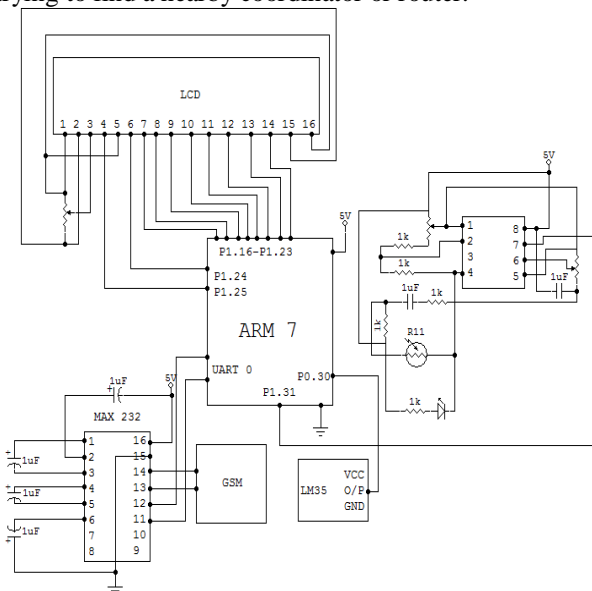 trying to find a nearby coordinator or router.
LCD
1 2 3 4 5 6 7 8 9 10 11 12 13 14 15 16
5V
5V
P1.16-P1.23
P1.24
P1.25
ARM 7
UART 0
P0.30
P1.31
1k
1k
1
2
3
4
8
7
6
5
1uF
1uF
1k
1k
R11
1k
1uF
5V
MAX 232
1
2
3
4
5
6
7
8
16
15
14
13
12
11
10
9
1uF
1uF
1uF
GSM
LM35
VCC
O/P
GND